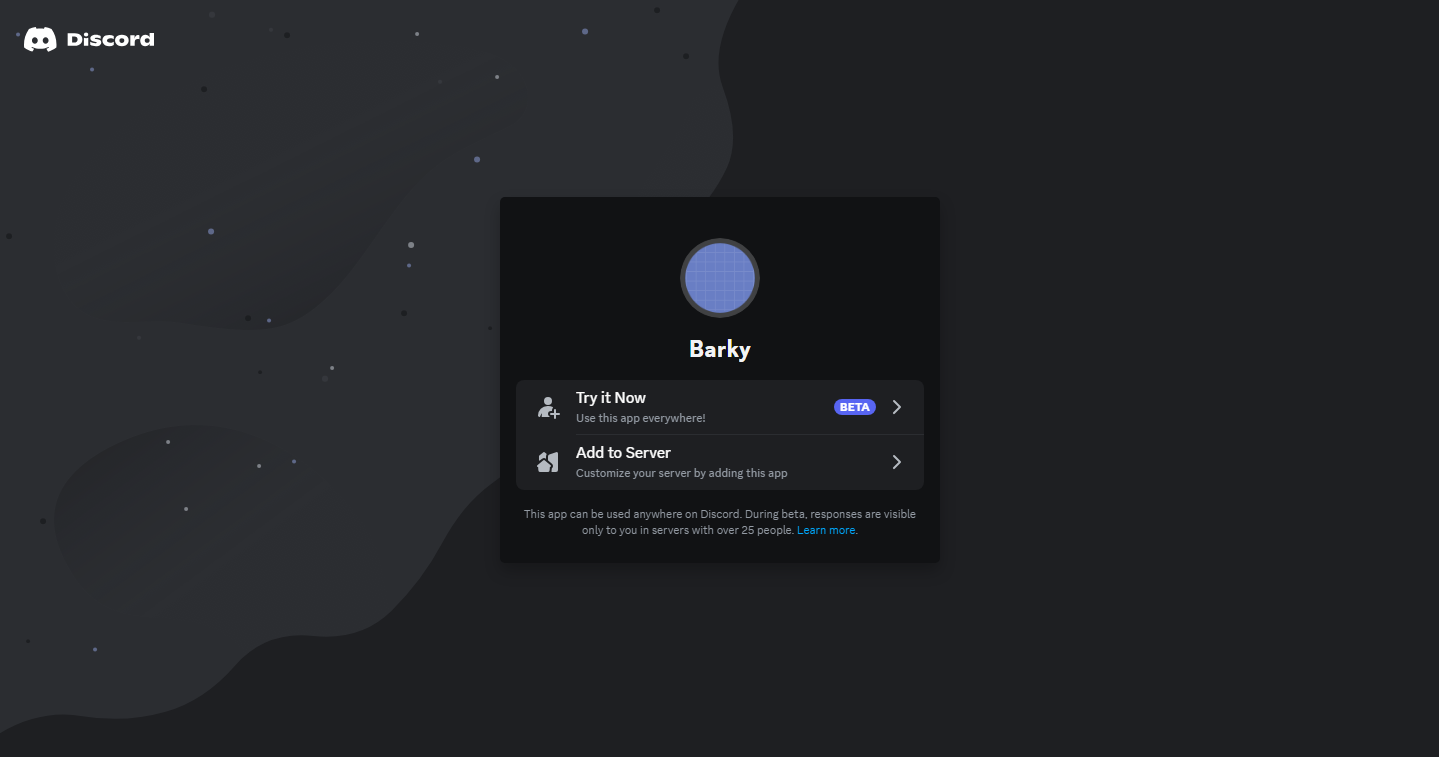 Discord
Barky
Try it Now
BETA
Use this app everywhere!
Add to Server
Customize your server by adding this app
This app can be used anywhere on Discord. During beta, responses are visible
only to you in servers with over 25 people. Learn more.